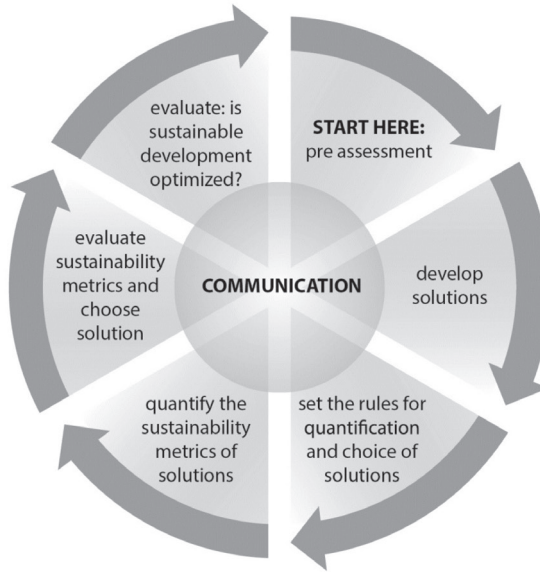 START HERE:
pre assessment
develop
solutions
set the rules for
quantification
and choice of
solutions
quantify the
sustainability
metrics of
solutions
evaluate
sustainability
metrics and
choose
solution
evaluate: is
sustainable
development
optimized?
COMMUNICATION